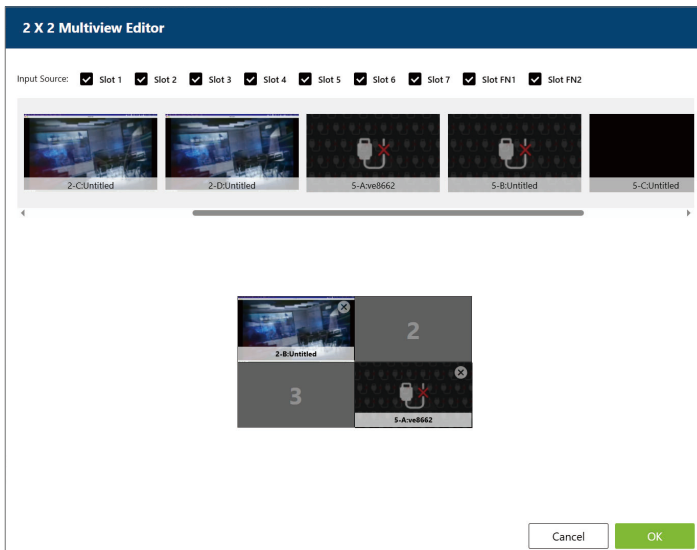 2 X 2 Multiview Editor
Input Source: Slot 1 Slot 2 Slot 3 Slot 4 Slot 5 Slot 6 Slot 7 Slot FN1 Slot FN2
2-C:Untitled 2-D:Untitled 5-A:ve8662 5-B:Untitled 5-C:Untitled
2
2-B:Untitled
3
5-A:ve8662
Cancel OK